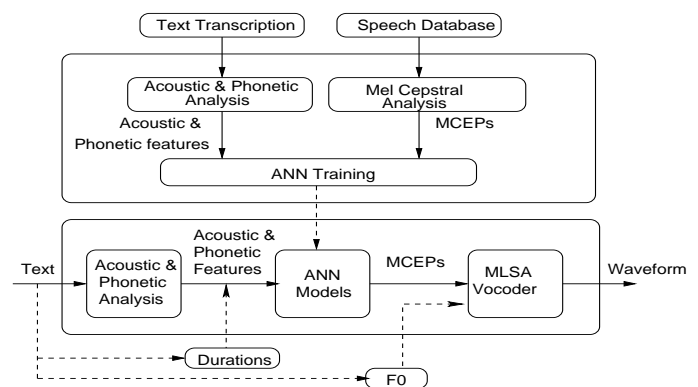 Text Transcription
Speech Database
Acoustic & Phonetic
Analysis
Mel Cepstral
Analysis
Acoustic &
Phonetic features
MCEPs
ANN Training
Text
Acoustic &
Phonetic
Analysis
Acoustic &
Phonetic
Features
ANN
Models
MCEPs
MLSA
Vocoder
Waveform
Durations
F0